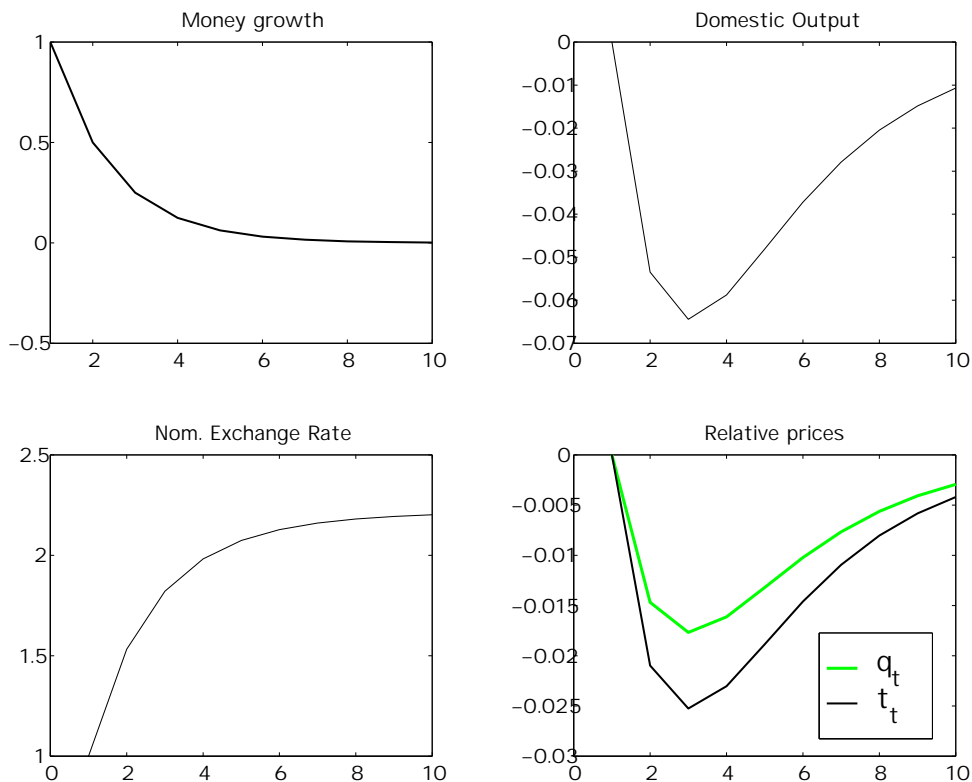 Money growth
1
0.5
0
−0.5
2 4 6 8 10
Domestic Output
0
−0.01
−0.02
−0.03
−0.04
−0.05
−0.06
−0.07
0 2 4 6 8 10
Nom. Exchange Rate
2.5
2
1.5
1
0 2 4 6 8 10
Relative prices
0
−0.005
−0.01
−0.015
−0.02
−0.025
−0.03
0 2 4 6 8 10
q_t
t_t